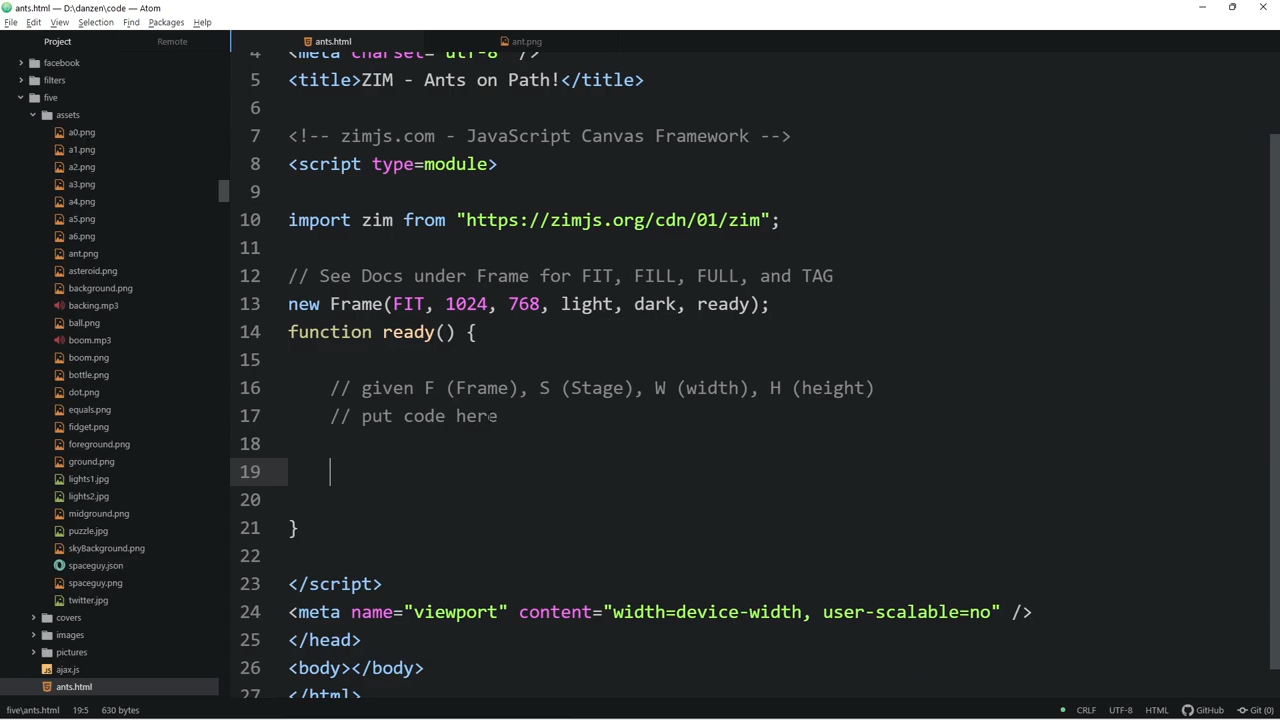 ants.html — D:\danzen\code — Atom
File Edit View Selection Find Packages Help
Project Remote
ants.html ant.png
facebook
filters
five
assets
a0.png
a1.png
a2.png
a3.png
a4.png
a5.png
a6.png
ant.png
asteroid.png
background.png
backing.mp3
ball.png
boom.mp3
boom.png
bottle.png
dot.png
equals.png
fidget.png
foreground.png
ground.png
lights1.jpg
lights2.jpg
midground.png
puzzle.jpg
skyBackground.png
spaceguy.json
spaceguy.png
twitter.jpg
covers
images
pictures
ajax.js
ants.html
4 <meta charset="utf-8" />
5 <title>ZIM - Ants on Path!</title>
6
7 <!-- zimjs.com - JavaScript Canvas Framework -->
8 <script type=module>
9
10 import zim from "https://zimjs.org/cdn/01/zim";
11
12 // See Docs under Frame for FIT, FILL, FULL, and TAG
13 new Frame(FIT, 1024, 768, light, dark, ready);
14 function ready() {
15
16 // given F (Frame), S (Stage), W (width), H (height)
17 // put code here
18
19
20
21 }
22
23 </script>
24 <meta name="viewport" content="width=device-width, user-scalable=no" />
25 </head>
26 <body></body>
27 </html>
five\ants.html 19:5 630 bytes CRLF UTF-8 HTML GitHub Git (0)